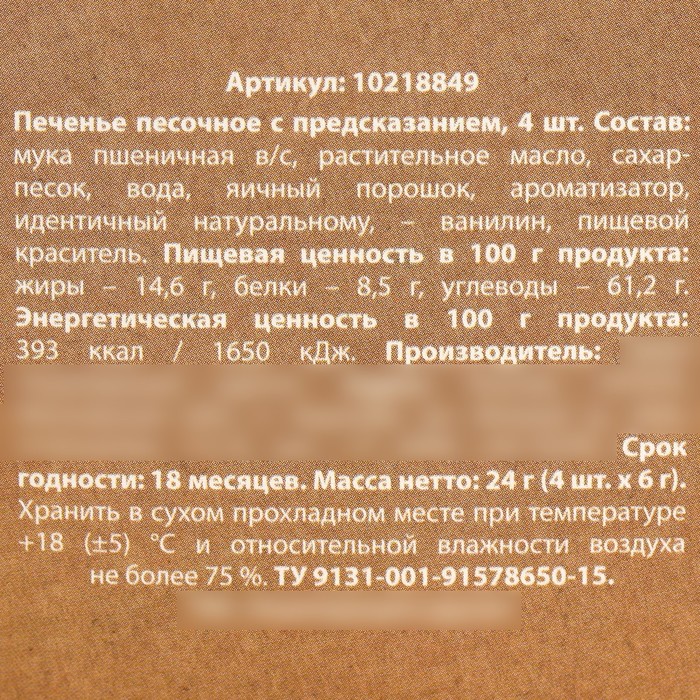 Артикул: 10218849
Печенье песочное с предсказанием, 4 шт. Состав:
мука пшеничная в/с, растительное масло, сахар-
песок, вода, яичный порошок, ароматизатор,
идентичный натуральному, – ванилин, пищевой
краситель. Пищевая ценность в 100 г продукта:
жиры – 14,6 г, белки – 8,5 г, углеводы – 61,2 г.
Энергетическая ценность в 100 г продукта:
393 ккал / 1650 кДж. Производитель:
Срок
годности: 18 месяцев. Масса нетто: 24 г (4 шт. х 6 г).
Хранить в сухом прохладном месте при температуре
+18 (±5) °С и относительной влажности воздуха
не более 75 %. ТУ 9131-001-91578650-15.